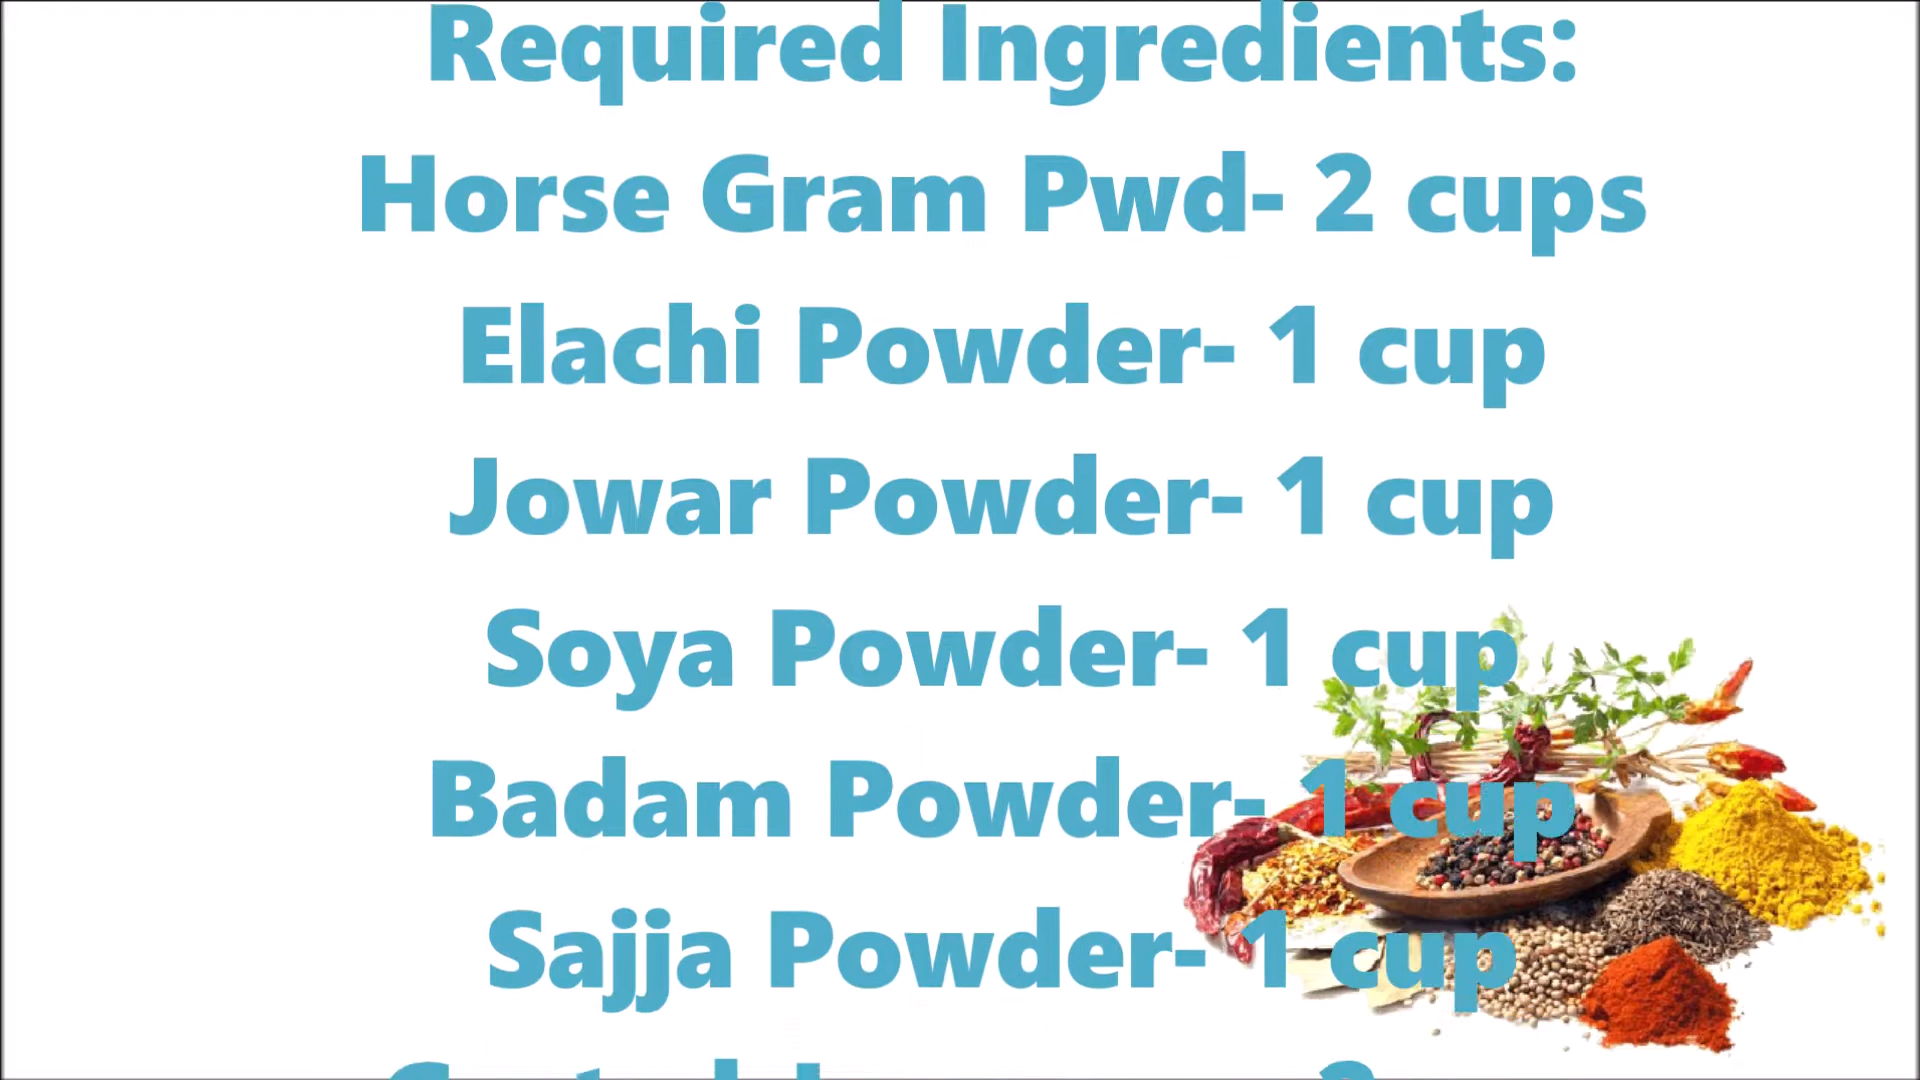 Required Ingredients:
Horse Gram Pwd- 2 cups
Elachi Powder- 1 cup
Jowar Powder- 1 cup
Soya Powder- 1 cup
Badam Powder- 1 cup
Sajja Powder- 1 cup